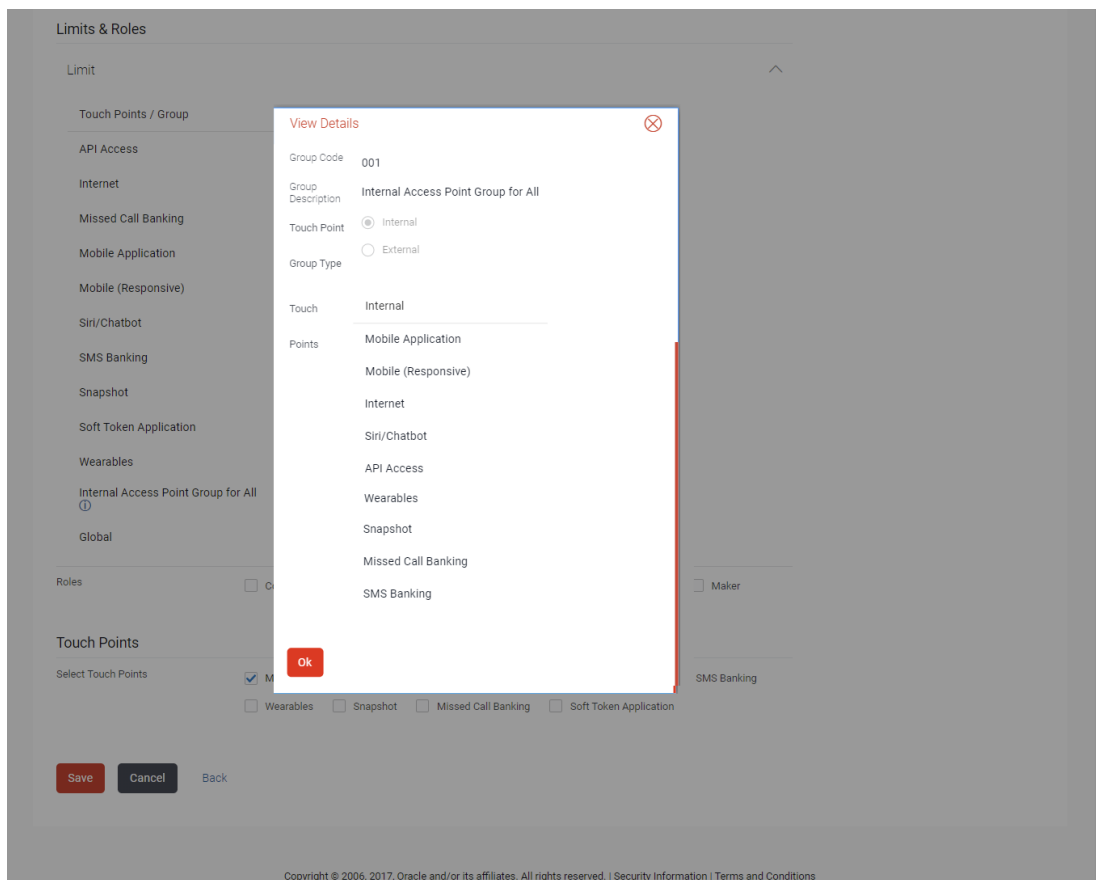 Limits & Roles
Limit
Touch Points / Group
API Access
Internet
Missed Call Banking
Mobile Application
Mobile (Responsive)
Siri/Chatbot
SMS Banking
Snapshot
Soft Token Application
Wearables
Internal Access Point Group for All
Global
View Details
Group Code 001
Group Description Internal Access Point Group for All
Touch Point Internal
External
Group Type
Touch Internal
Points Mobile Application
Mobile (Responsive)
Internet
Siri/Chatbot
API Access
Wearables
Snapshot
Missed Call Banking
SMS Banking
Ok
Roles Maker
Touch Points
Select Touch Points SMS Banking
Wearables Snapshot Missed Call Banking Soft Token Application
Save Cancel Back
Copyright © 2006, 2017, Oracle and/or its affiliates. All rights reserved. | Security Information | Terms and Conditions